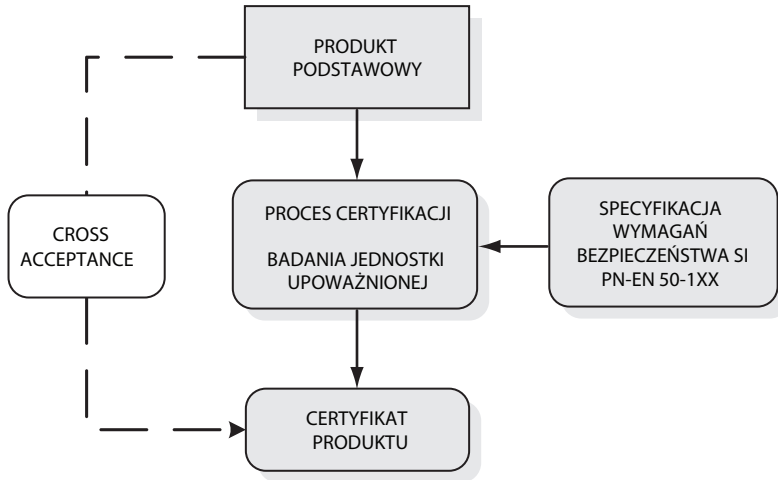 PRODUKT
PODSTAWOWY
PROCES CERTYFIKACJI
BADANIA JEDNOSTKI
UPOWAŻNIONEJ
SPECYFIKACJA
WYMAGAŃ
BEZPIECZEŃSTWA SI
PN-EN 50-1XX
CROSS
ACCEPTANCE
CERTYFIKAT
PRODUKTU